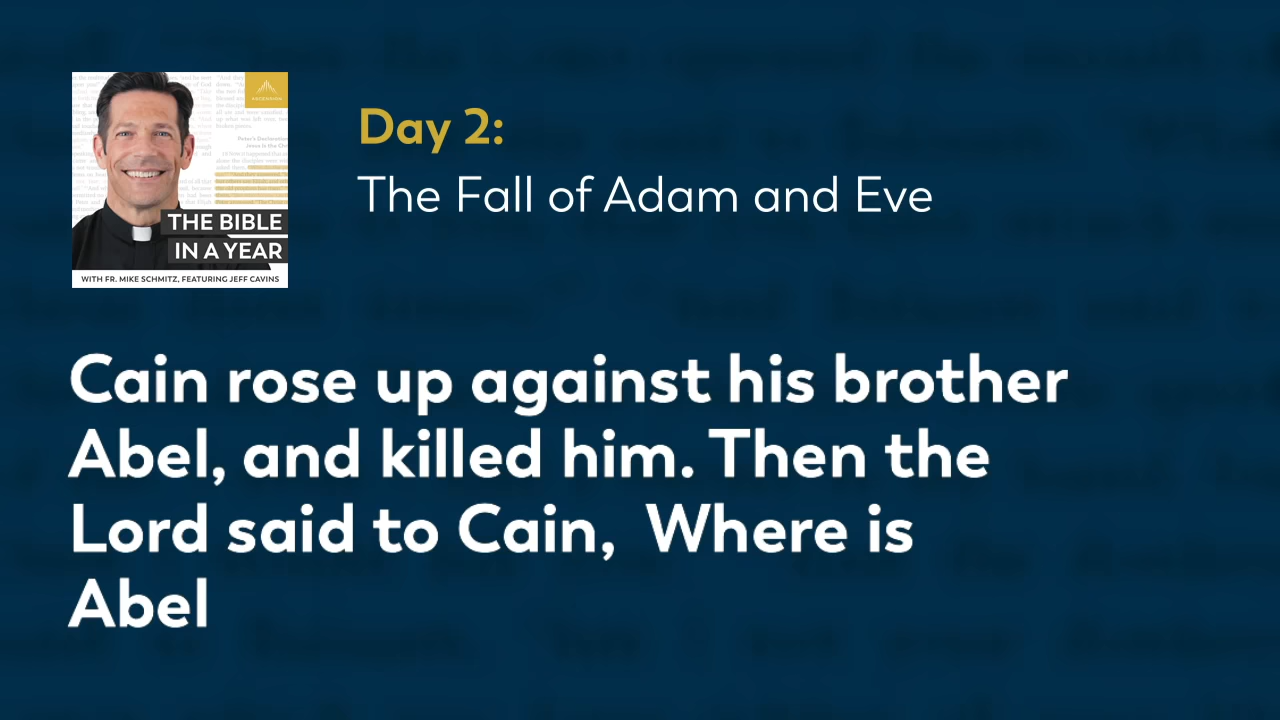 Day 2:
The Fall of Adam and Eve
ASCENSION
THE BIBLE
IN A YEAR
WITH FR. MIKE SCHMITZ, FEATURING JEFF CAVINS
Cain rose up against his brother
Abel, and killed him. Then the
Lord said to Cain,  Where is
Abel